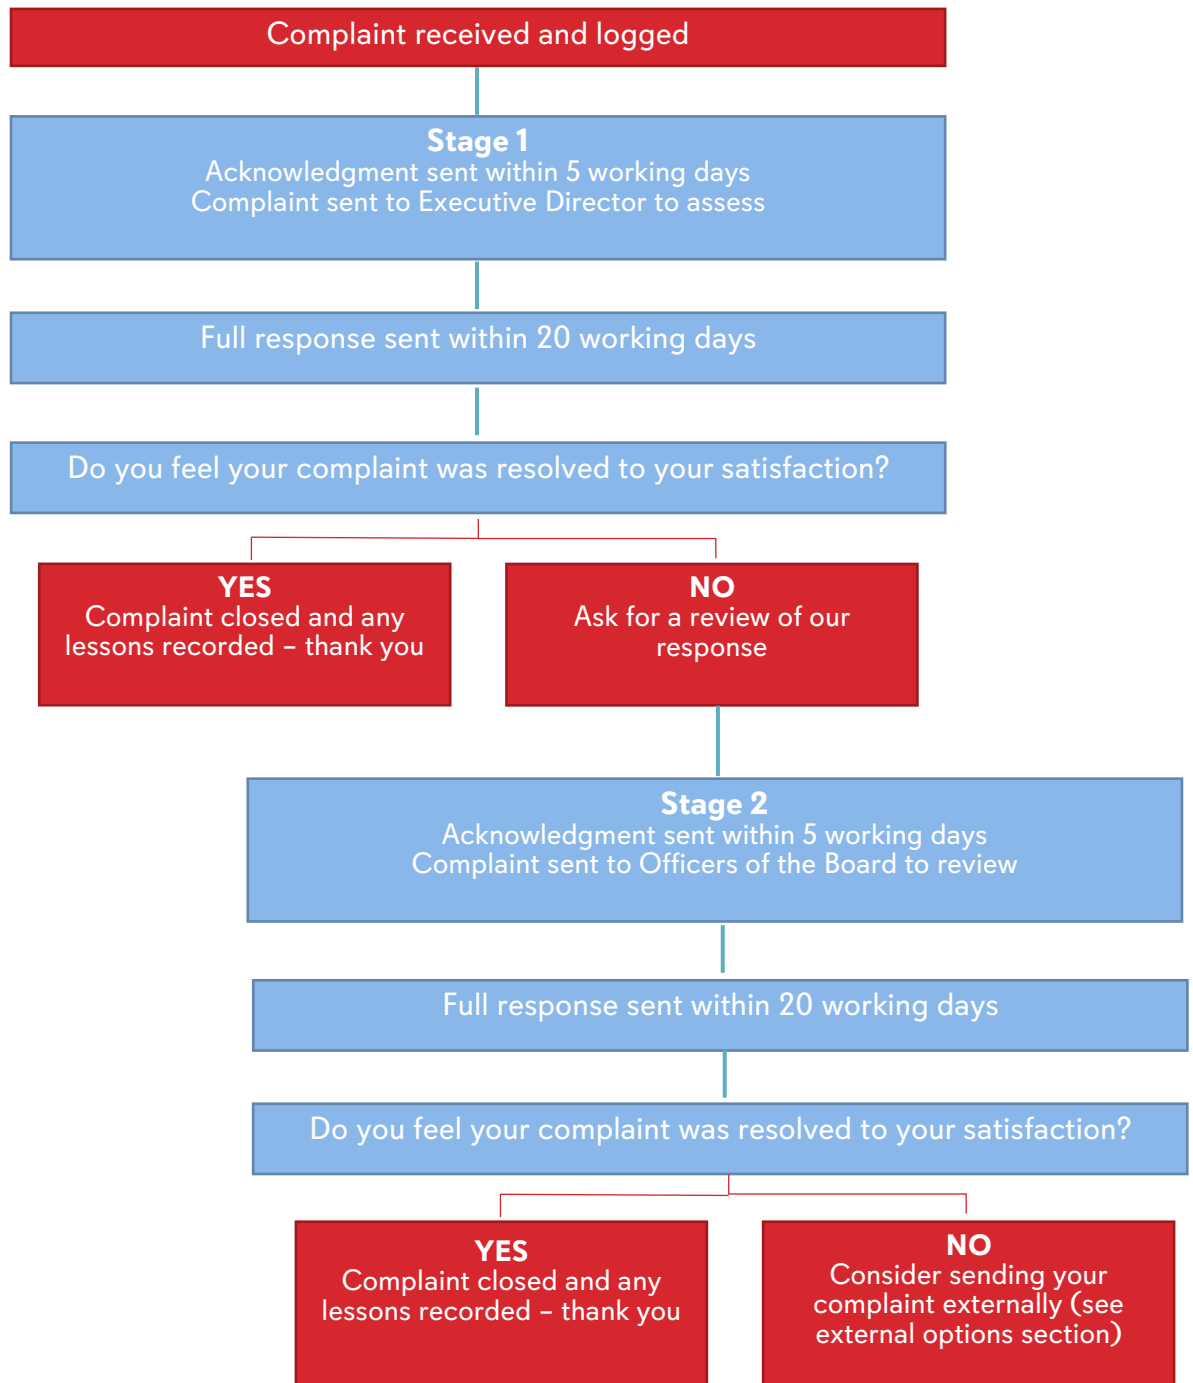 Complaint received and logged
Stage 1
Acknowledgment sent within 5 working days
Complaint sent to Executive Director to assess
Full response sent within 20 working days
Do you feel your complaint was resolved to your satisfaction?
YES
Complaint closed and any
lessons recorded – thank you
NO
Ask for a review of our
response
Stage 2
Acknowledgment sent within 5 working days
Complaint sent to Officers of the Board to review
Full response sent within 20 working days
Do you feel your complaint was resolved to your satisfaction?
YES
Complaint closed and any
lessons recorded – thank you
NO
Consider sending your
complaint externally (see
external options section)